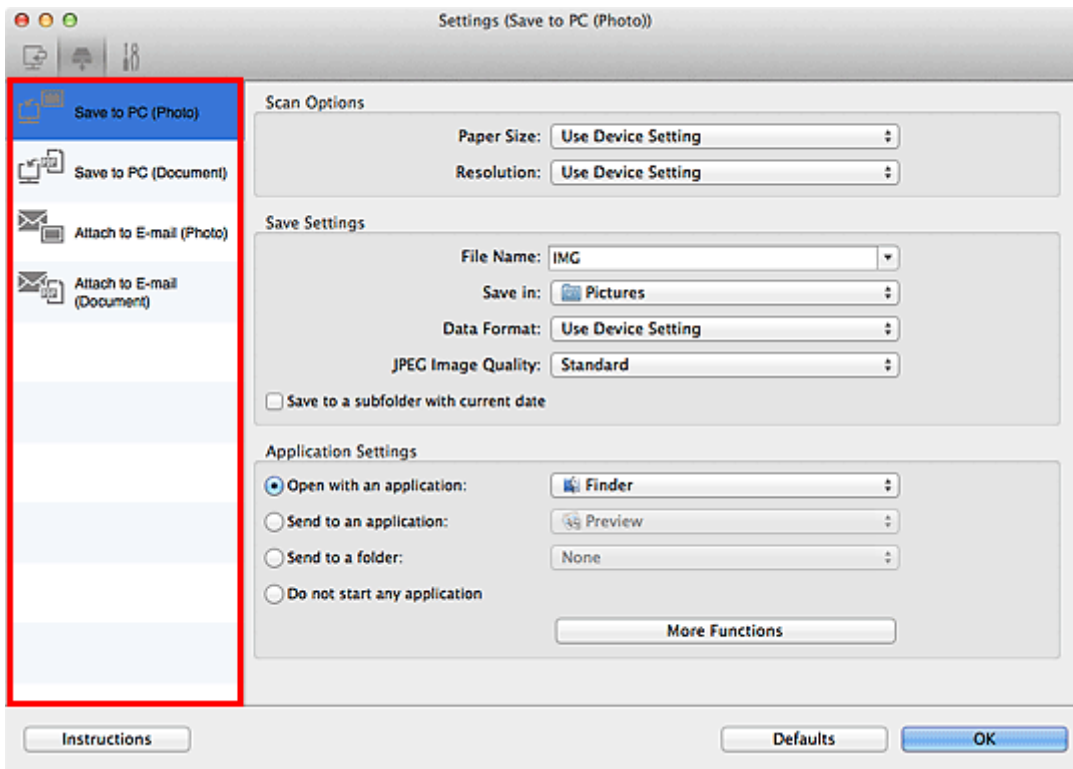 Settings (Save to PC (Photo))
Save to PC (Photo)
Save to PC (Document)
Attach to E-mail (Photo)
Attach to E-mail
(Document)
Scan Options
Paper Size: Use Device Setting
Resolution: Use Device Setting
Save Settings
File Name: IMG
Save in: Pictures
Data Format: Use Device Setting
JPEG Image Quality: Standard
Save to a subfolder with current date
Application Settings
Open with an application: Finder
Send to an application: Preview
Send to a folder: None
Do not start any application
More Functions
Instructions
Defaults
OK